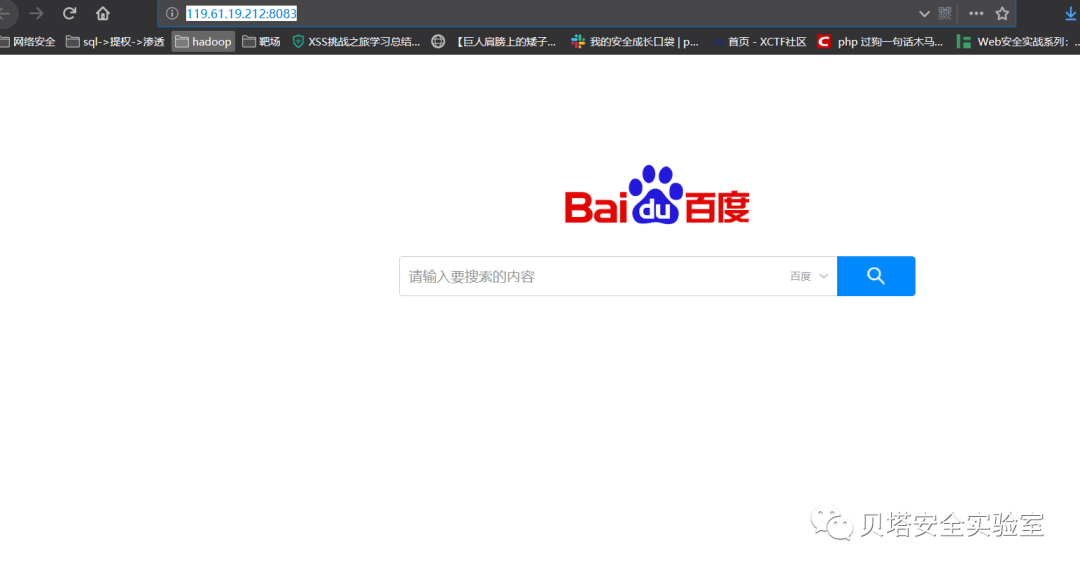 119.61.19.212:8083
网络安全 sql->提权->渗透 hadoop 靶场 XSS挑战之旅学习总结... 【巨人肩膀上的矮子... 我的安全成长口袋 | p... 首页 - XCTF社区 php 过狗一句话木马... Web安全实战系列：...
Bai du 百度
请输入要搜索的内容 百度
贝塔安全实验室